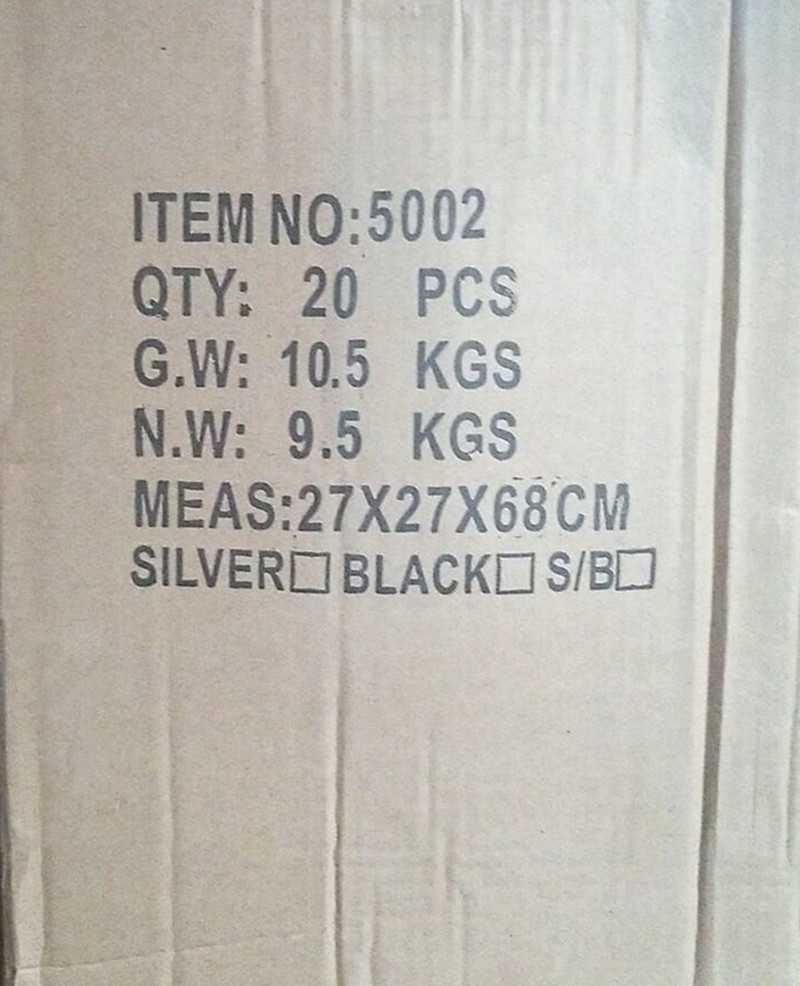 ITEM NO:5002
QTY: 20 PCS
G.W: 10.5 KGS
N.W: 9.5 KGS
MEAS:27X27X68CM
SILVER□ BLACK□ S/B□